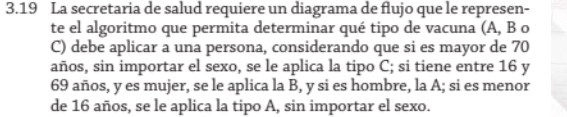 3.19 La secretaria de salud requiere un diagrama de flujo que le represen-
te el algoritmo que permita determinar qué tipo de vacuna (A, B o
C) debe aplicar a una persona, considerando que si es mayor de 70
años, sin importar el sexo, se le aplica la tipo C; si tiene entre 16 y
69 años, y es mujer, se le aplica la B, y si es hombre, la A; si es menor
de 16 años, se le aplica la tipo A, sin importar el sexo.